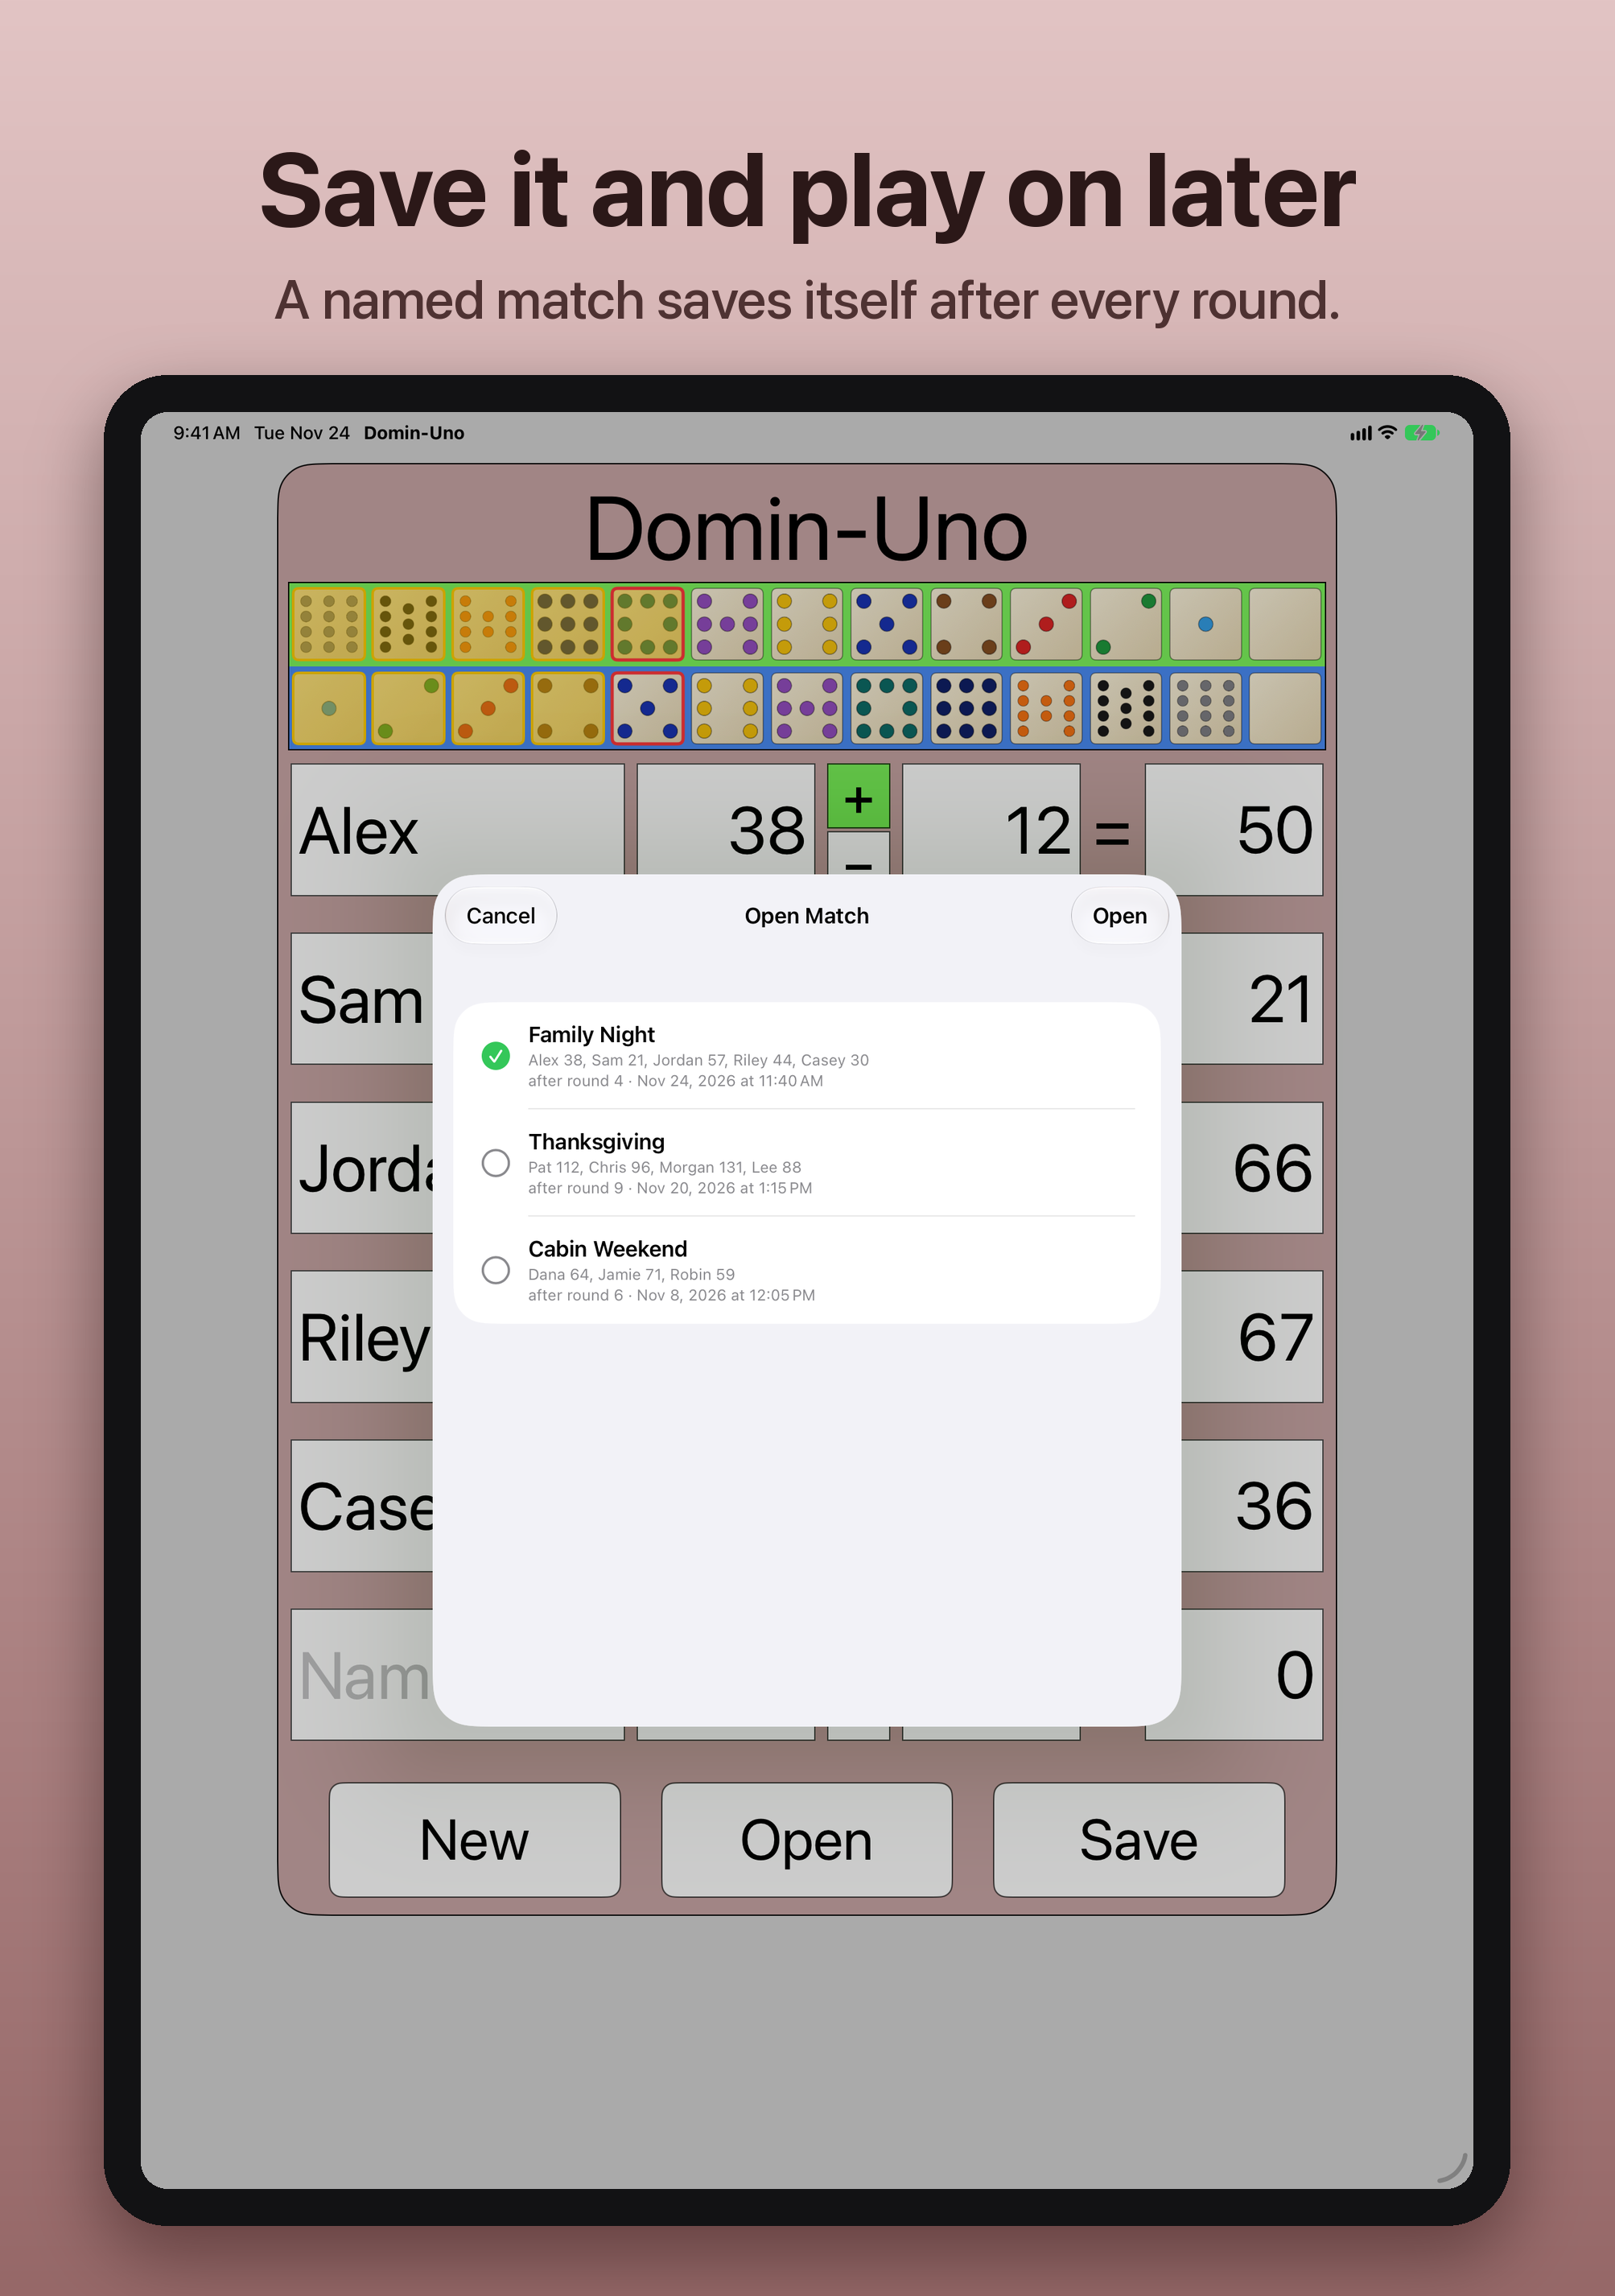 Save it and play on later
A named match saves itself after every round.
9:41 AM Tue Nov 24 Domin-Uno
Domin-Uno
Alex 38 + 12 = 50
−
Cancel Open Match Open
Sam 21
Family Night
Alex 38, Sam 21, Jordan 57, Riley 44, Casey 30
after round 4 · Nov 24, 2026 at 11:40 AM
Thanksgiving
Pat 112, Chris 96, Morgan 131, Lee 88
after round 9 · Nov 20, 2026 at 1:15 PM
Jorda 66
Cabin Weekend
Dana 64, Jamie 71, Robin 59
after round 6 · Nov 8, 2026 at 12:05 PM
Riley 67
Case 36
Nam 0
New Open Save